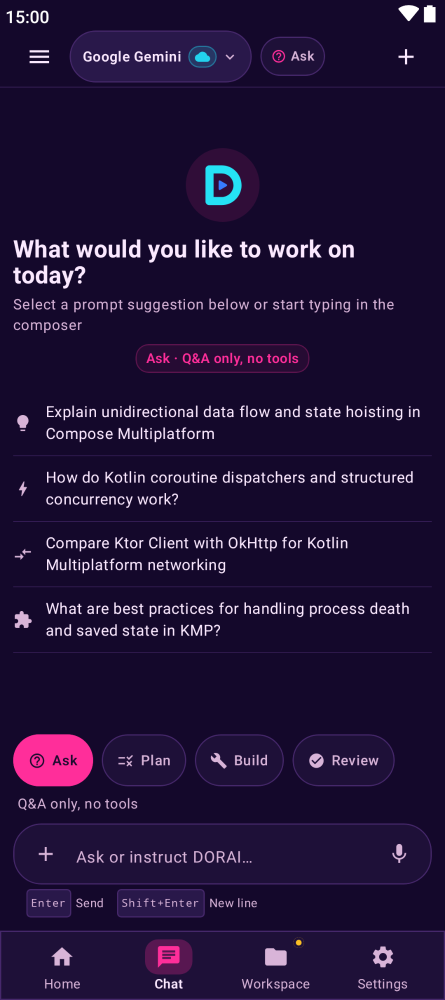 15:00
Google Gemini
Ask
What would you like to work on
today?
Select a prompt suggestion below or start typing in the
composer
Ask · Q&A only, no tools
Explain unidirectional data flow and state hoisting in
Compose Multiplatform
How do Kotlin coroutine dispatchers and structured
concurrency work?
Compare Ktor Client with OkHttp for Kotlin
Multiplatform networking
What are best practices for handling process death
and saved state in KMP?
Ask
Plan
Build
Review
Q&A only, no tools
Ask or instruct DORAI…
Enter Send Shift+Enter New line
Home
Chat
Workspace
Settings